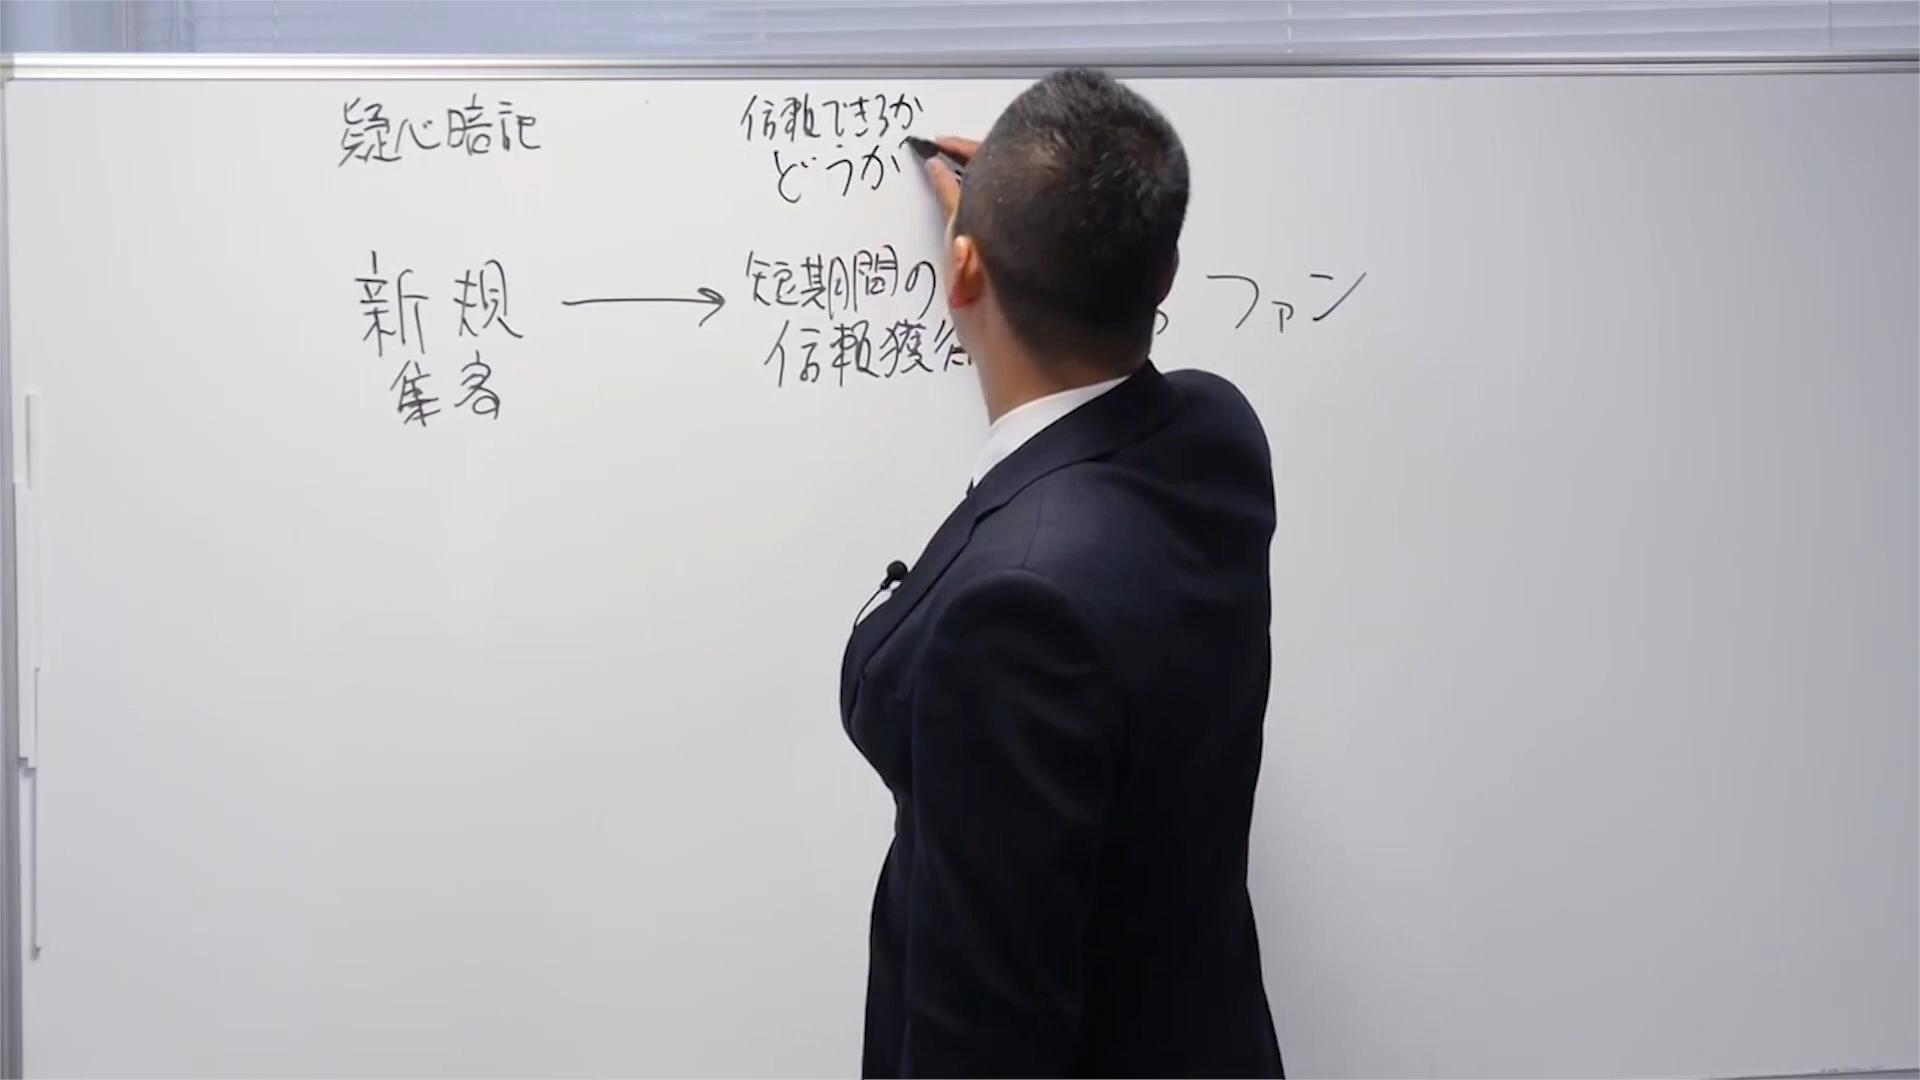 疑心暗記
信頼できるか
どうか
新規
集客
短期間の
信頼獲得
ファン